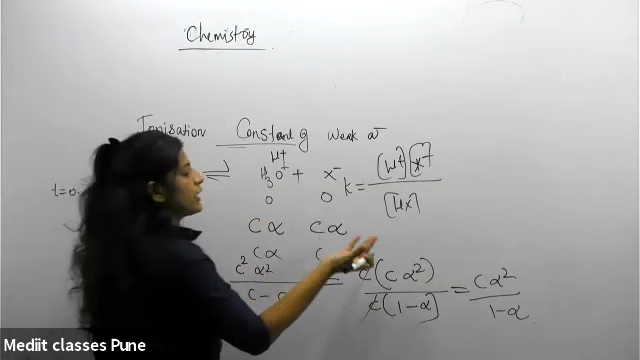 Chemistry
Ionisation Constant of weak
H+
H3O+ + X-
K = [H+][X-] / [HX]
t=0
0 0
Cα Cα
Cα C
c²α²
c(cα²) / c(1-α) = cα² / 1-α
Mediit classes Pune